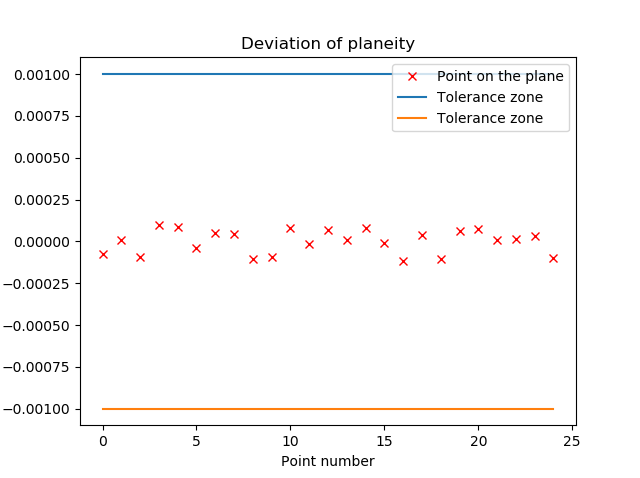 Deviation of planeity
Point on the plane
Tolerance zone
Tolerance zone
0.00100
0.00075
0.00050
0.00025
0.00000
−0.00025
−0.00050
−0.00075
−0.00100
0 5 10 15 20 25
Point number